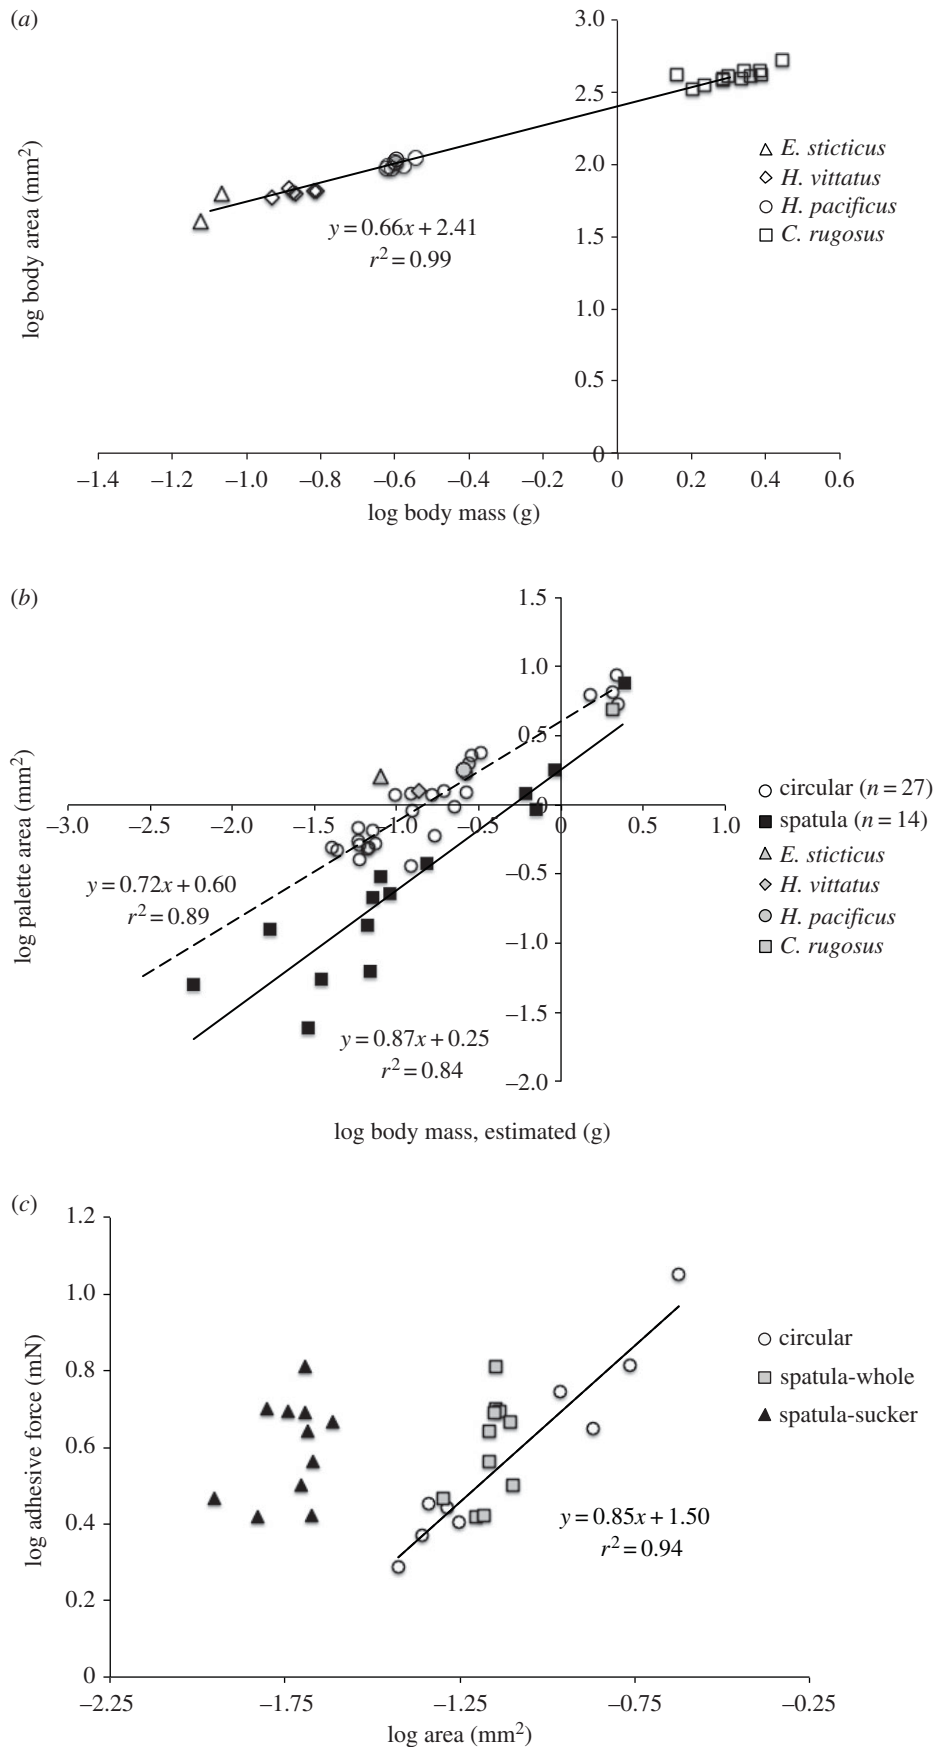 (a)
3.0
2.5
2.0
1.5
1.0
0.5
0
log body area (mm²)
E. sticticus
H. vittatus
H. pacificus
C. rugosus
y = 0.66x + 2.41
r² = 0.99
–1.4 –1.2 –1.0 –0.8 –0.6 –0.4 –0.2 0 0.2 0.4 0.6
log body mass (g)
(b)
1.5
1.0
0.5
0
–0.5
–1.0
–1.5
–2.0
log palette area (mm²)
–3.0 –2.5 –2.0 –1.5 –1.0 –0.5 0 0.5 1.0
circular (n = 27)
spatula (n = 14)
E. sticticus
H. vittatus
H. pacificus
C. rugosus
y = 0.72x + 0.60
r² = 0.89
y = 0.87x + 0.25
r² = 0.84
log body mass, estimated (g)
(c)
1.2
1.0
0.8
0.6
0.4
0.2
0
log adhesive force (mN)
circular
spatula-whole
spatula-sucker
y = 0.85x + 1.50
r² = 0.94
–2.25 –1.75 –1.25 –0.75 –0.25
log area (mm²)